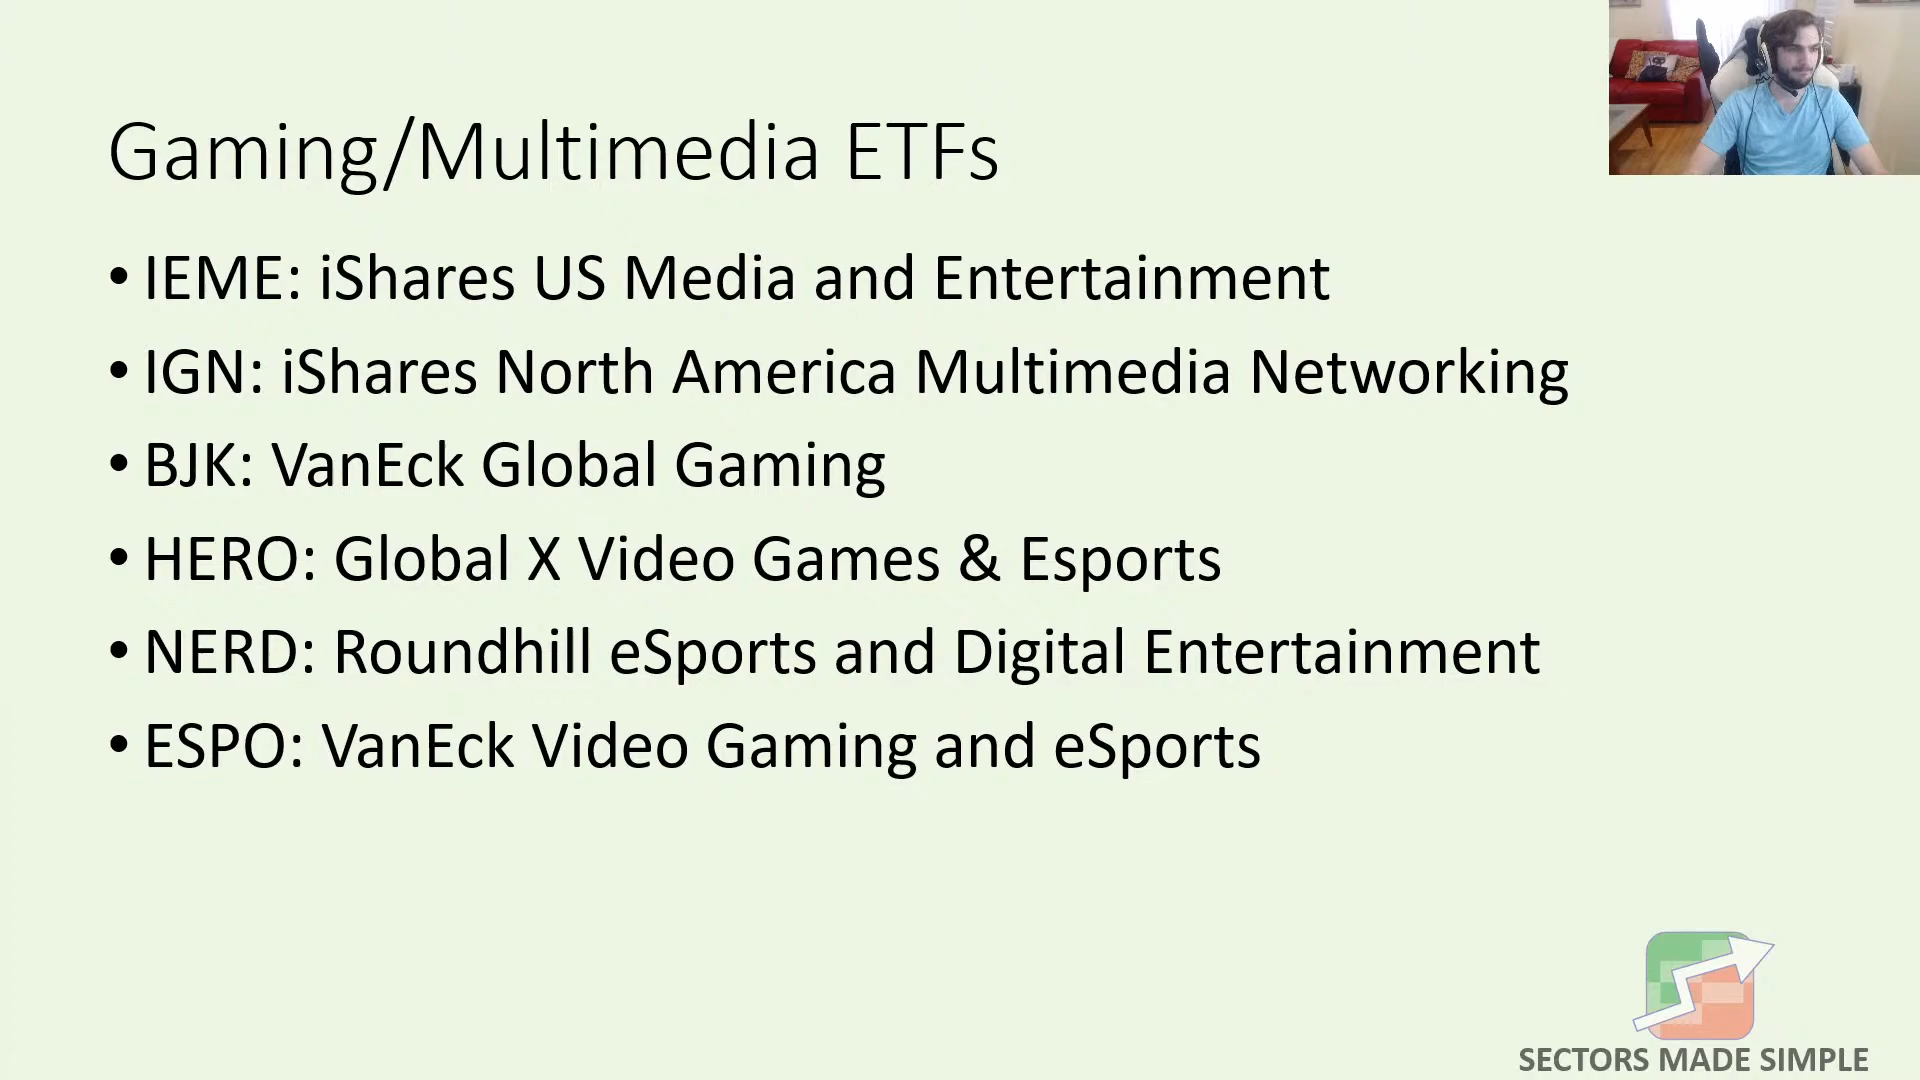 Gaming/Multimedia ETFs
• IEME: iShares US Media and Entertainment
• IGN: iShares North America Multimedia Networking
• BJK: VanEck Global Gaming
• HERO: Global X Video Games & Esports
• NERD: Roundhill eSports and Digital Entertainment
• ESPO: VanEck Video Gaming and eSports
SECTORS MADE SIMPLE